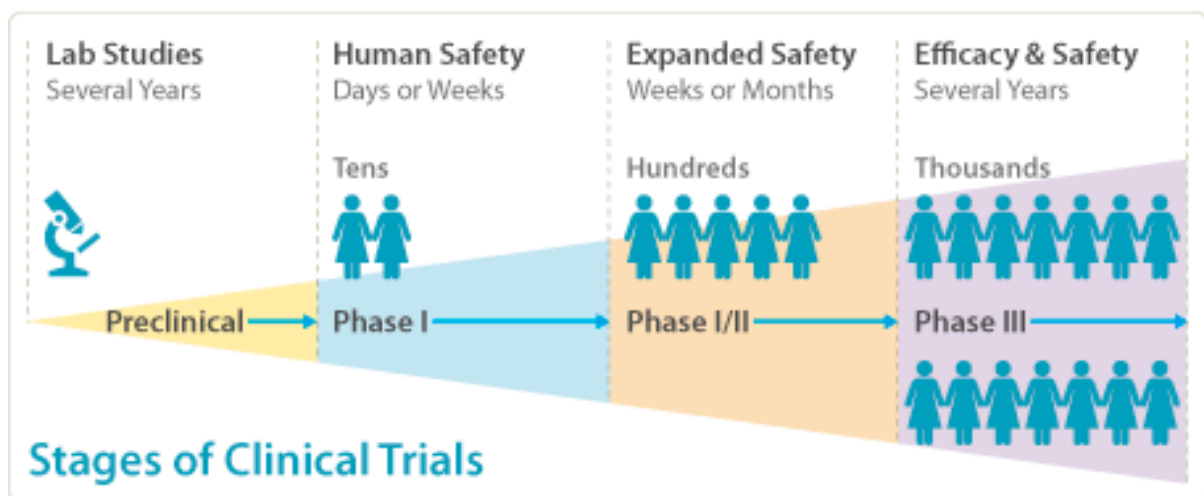 Lab Studies
Several Years
Human Safety
Days or Weeks
Expanded Safety
Weeks or Months
Efficacy & Safety
Several Years
Tens
Hundreds
Thousands
Preclinical
Phase I
Phase I/II
Phase III
Stages of Clinical Trials